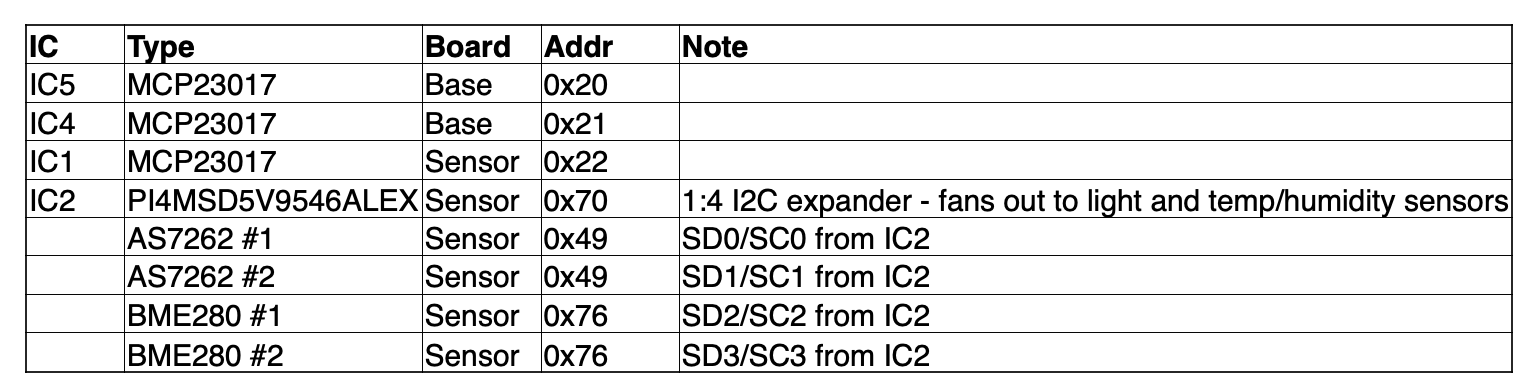 IC Type Board Addr Note
IC5 MCP23017 Base 0x20
IC4 MCP23017 Base 0x21
IC1 MCP23017 Sensor 0x22
IC2 PI4MSD5V9546ALEX Sensor 0x70 1:4 I2C expander - fans out to light and temp/humidity sensors
AS7262 #1 Sensor 0x49 SD0/SC0 from IC2
AS7262 #2 Sensor 0x49 SD1/SC1 from IC2
BME280 #1 Sensor 0x76 SD2/SC2 from IC2
BME280 #2 Sensor 0x76 SD3/SC3 from IC2